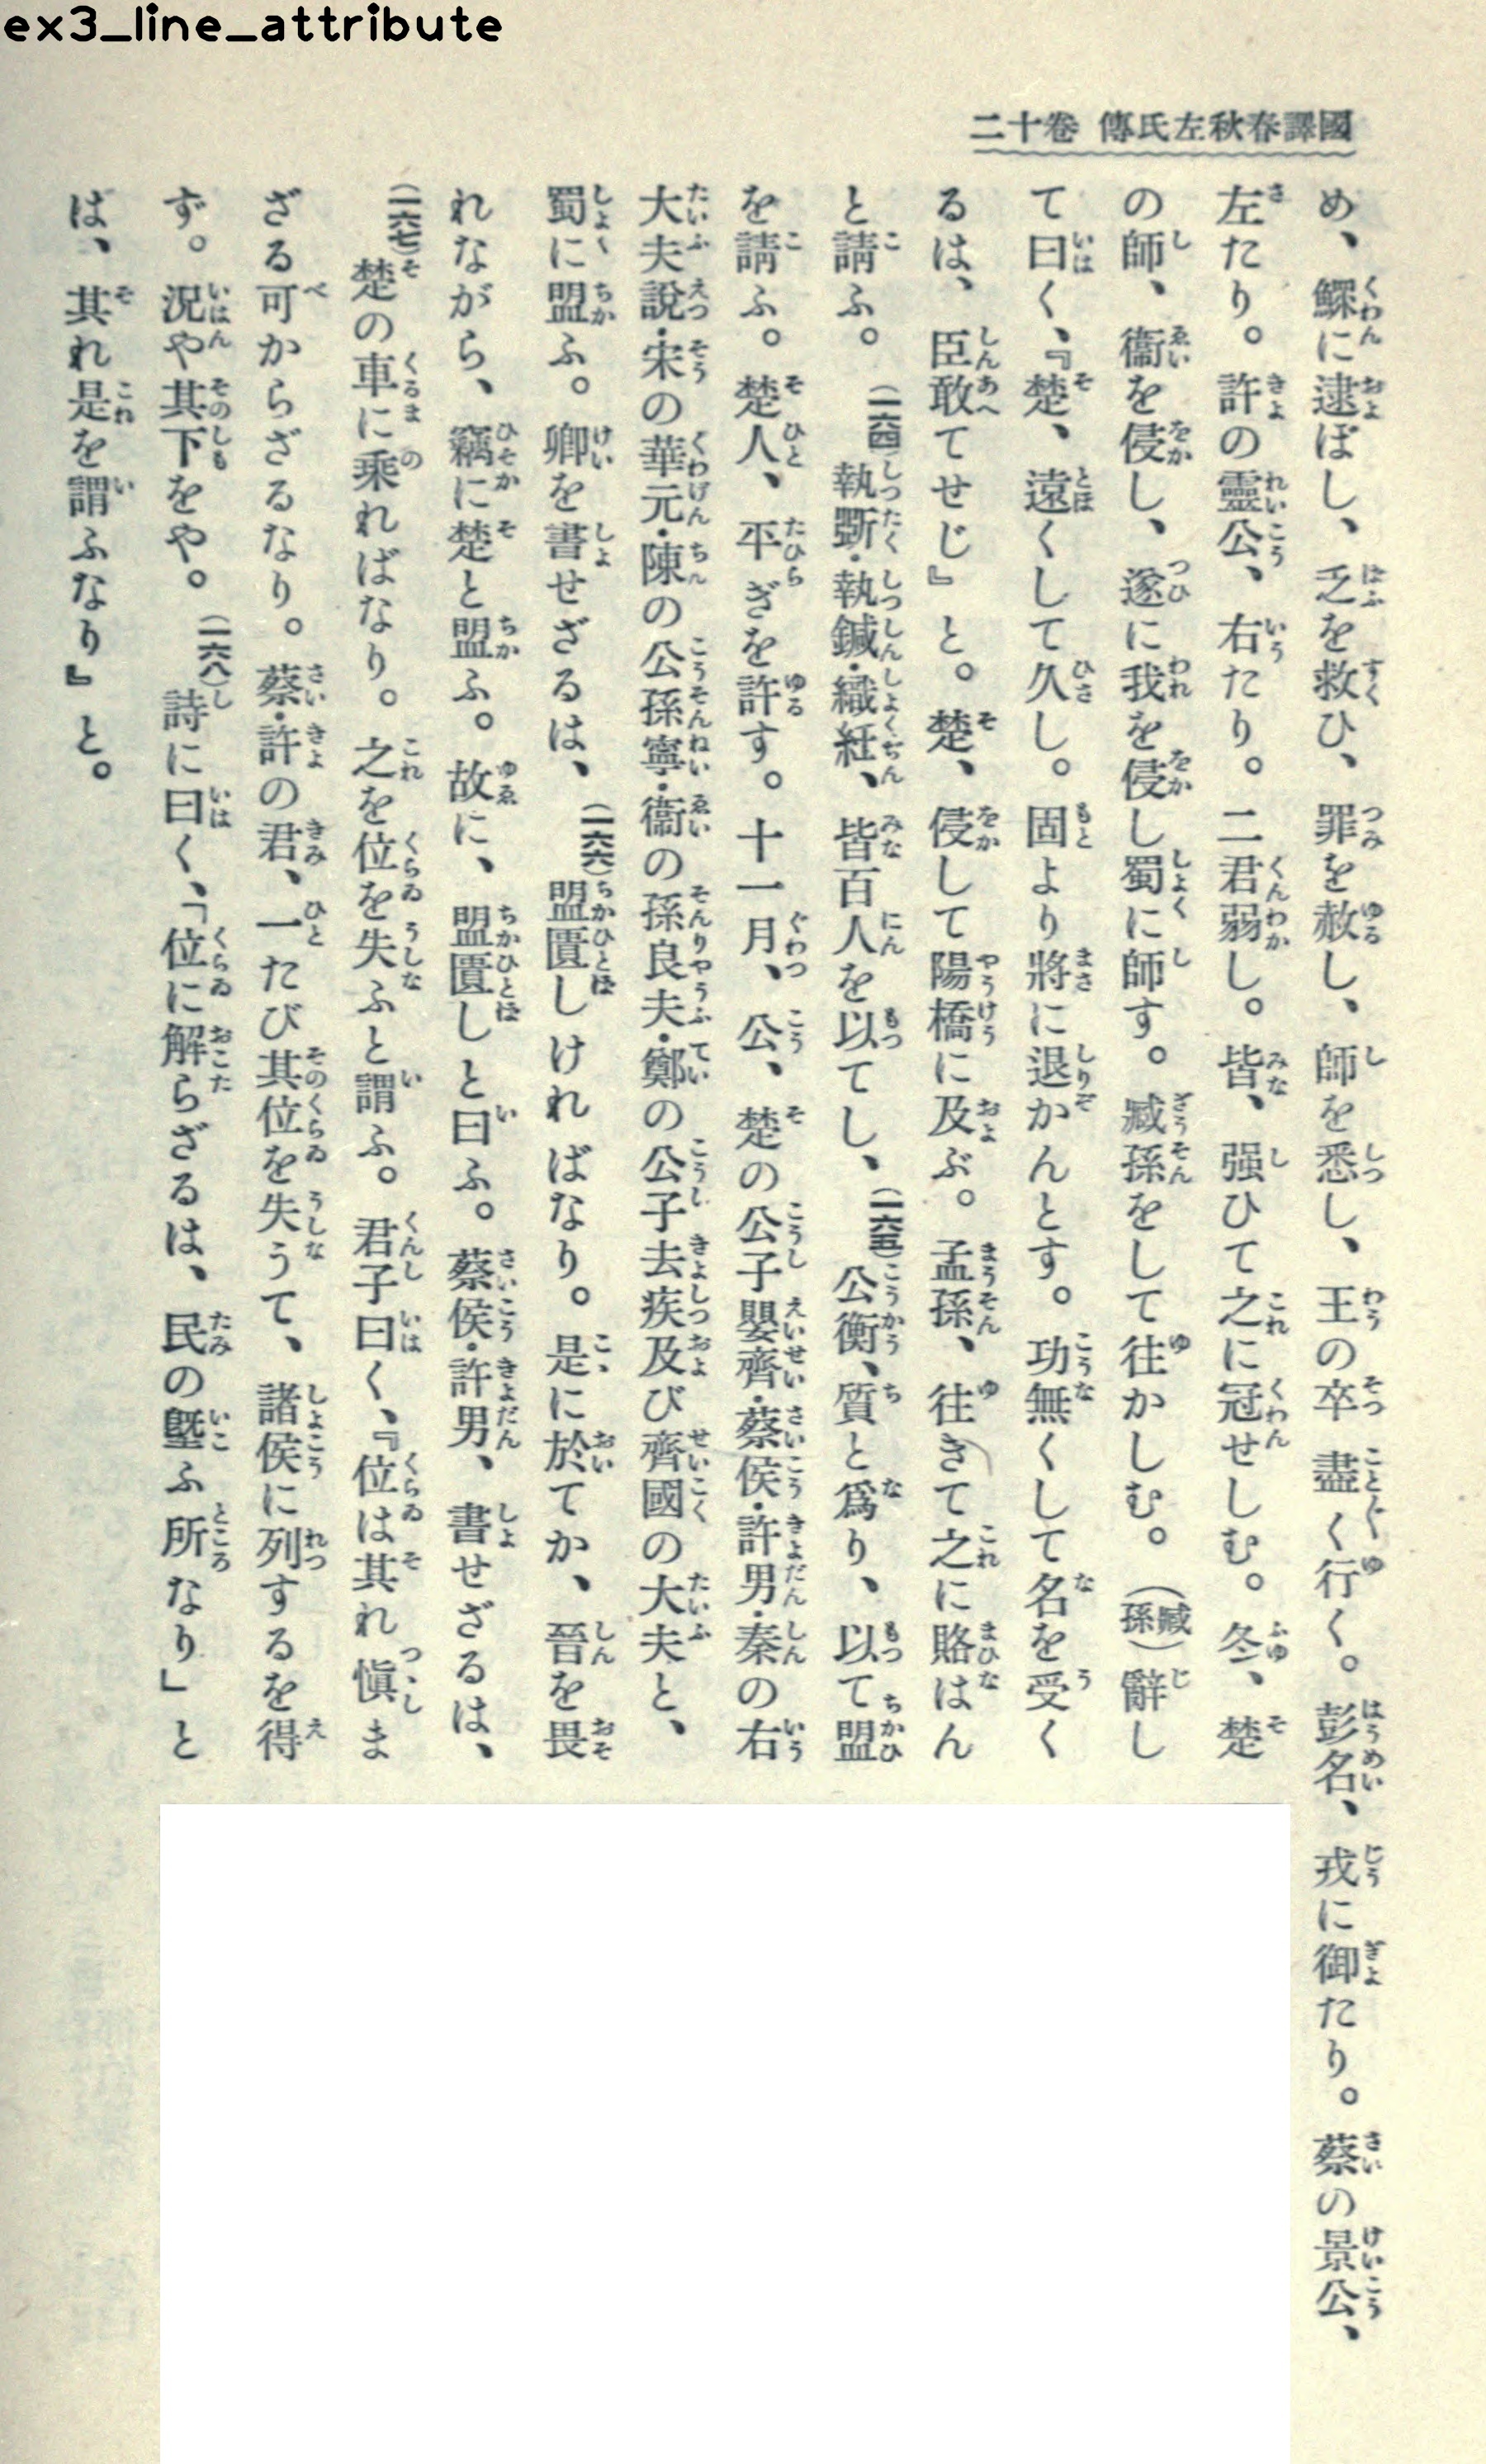 ex3_line_attribute
國譯春秋左氏傳 卷十二
め、鰥に逮ぼし、乏を救ひ、罪を赦し、師を悉し、王の卒盡く行く。彭名、戎に御たり。蔡の景公、
左たり。許の靈公、右たり。二君弱し。皆、强ひて之に冠せしむ。冬、楚
の師、衞を侵し、遂に我を侵し蜀に師す。臧孫をして往かしむ。(臧孫)辭し
て曰く、『楚、遠くして久し。固より將に退かんとす。功無くして名を受く
るは、臣敢てせじ』と。楚、侵して陽橋に及ぶ。孟孫、往きて之に賂はん
と請ふ。(一六四)執斲・執鍼・織紝、皆百人を以てし、(一六五)公衡、質と爲り、以て盟
を請ふ。楚人、平ぎを許す。十一月、公、楚の公子嬰齊・蔡侯・許男・秦の右
大夫說・宋の華元・陳の公孫寧・衞の孫良夫・鄭の公子去疾及び齊國の大夫と、
蜀に盟ふ。卿を書せざるは、(一六六)盟匱しければなり。是に於てか、晉を畏
れながら、竊に楚と盟ふ。故に、盟匱しと曰ふ。蔡侯・許男、書せざるは、
(一六七)楚の車に乘ればなり。之を位を失ふと謂ふ。君子曰く、『位は其れ愼ま
ざる可からざるなり。蔡・許の君、一たび其位を失うて、諸侯に列するを得
ず。況や其下をや。(一六八)詩に曰く、「位に解らざるは、民の墍ふ所なり」と
は、其れ是を謂ふなり』と。